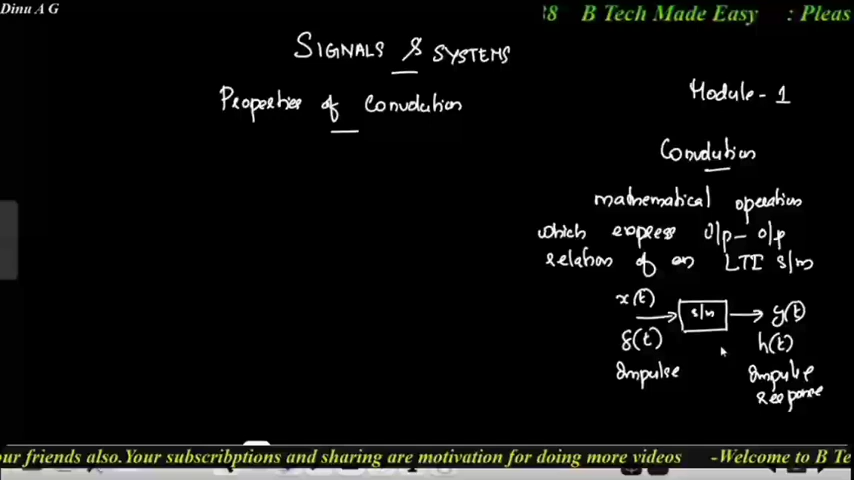 Dinu A G
38 B Tech Made Easy : Pleas
SIGNALS & SYSTEMS
Properties of Convolution
Module - 1
Convolution
mathematical operation
which express I/p - O/p
relation of an LTI s/m
x(t) s/m y(t)
δ(t) h(t)
Impulse Impulse
response
our friends also.Your subscribptions and sharing are motivation for doing more videos -Welcome to B Te